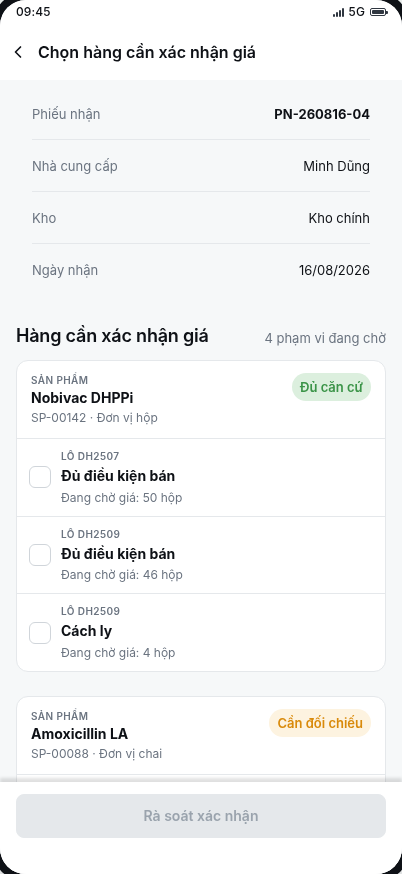 09:45
5G
Chọn hàng cần xác nhận giá
Phiếu nhận PN-260816-04
Nhà cung cấp Minh Dũng
Kho Kho chính
Ngày nhận 16/08/2026
Hàng cần xác nhận giá 4 phạm vi đang chờ
SẢN PHẨM
Nobivac DHPPi Đủ căn cứ
SP-00142 · Đơn vị hộp
LÔ DH2507
Đủ điều kiện bán
Đang chờ giá: 50 hộp
LÔ DH2509
Đủ điều kiện bán
Đang chờ giá: 46 hộp
LÔ DH2509
Cách ly
Đang chờ giá: 4 hộp
SẢN PHẨM
Amoxicillin LA Cần đối chiếu
SP-00088 · Đơn vị chai
Rà soát xác nhận